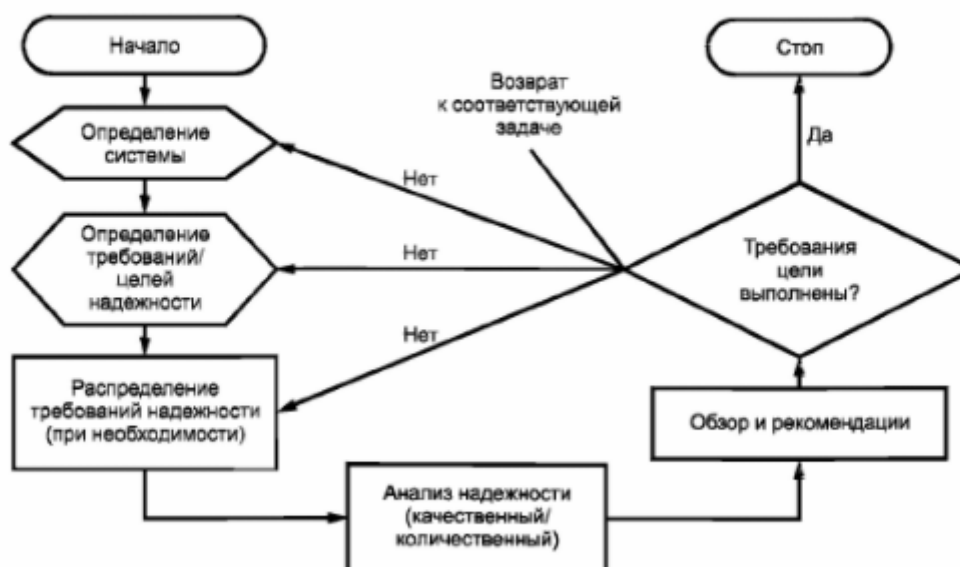 Начало
Определение
системы
Определение
требований/
целей
надежности
Распределение
требований надежности
(при необходимости)
Анализ надежности
(качественный/
количественный)
Обзор и рекомендации
Требования
цели
выполнены?
Да
Стоп
Возврат
к соответствующей
задаче
Нет
Нет
Нет